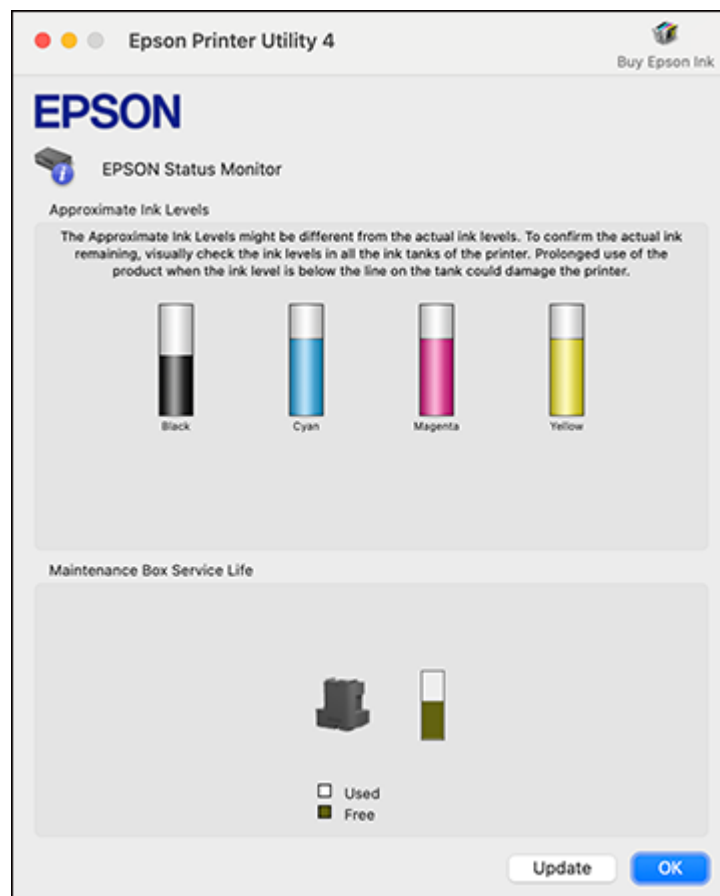 Epson Printer Utility 4
Buy Epson Ink
EPSON
EPSON Status Monitor
Approximate Ink Levels
The Approximate Ink Levels might be different from the actual ink levels. To confirm the actual ink
remaining, visually check the ink levels in all the ink tanks of the printer. Prolonged use of the
product when the ink level is below the line on the tank could damage the printer.
Black
Cyan
Magenta
Yellow
Maintenance Box Service Life
Used
Free
Update
OK